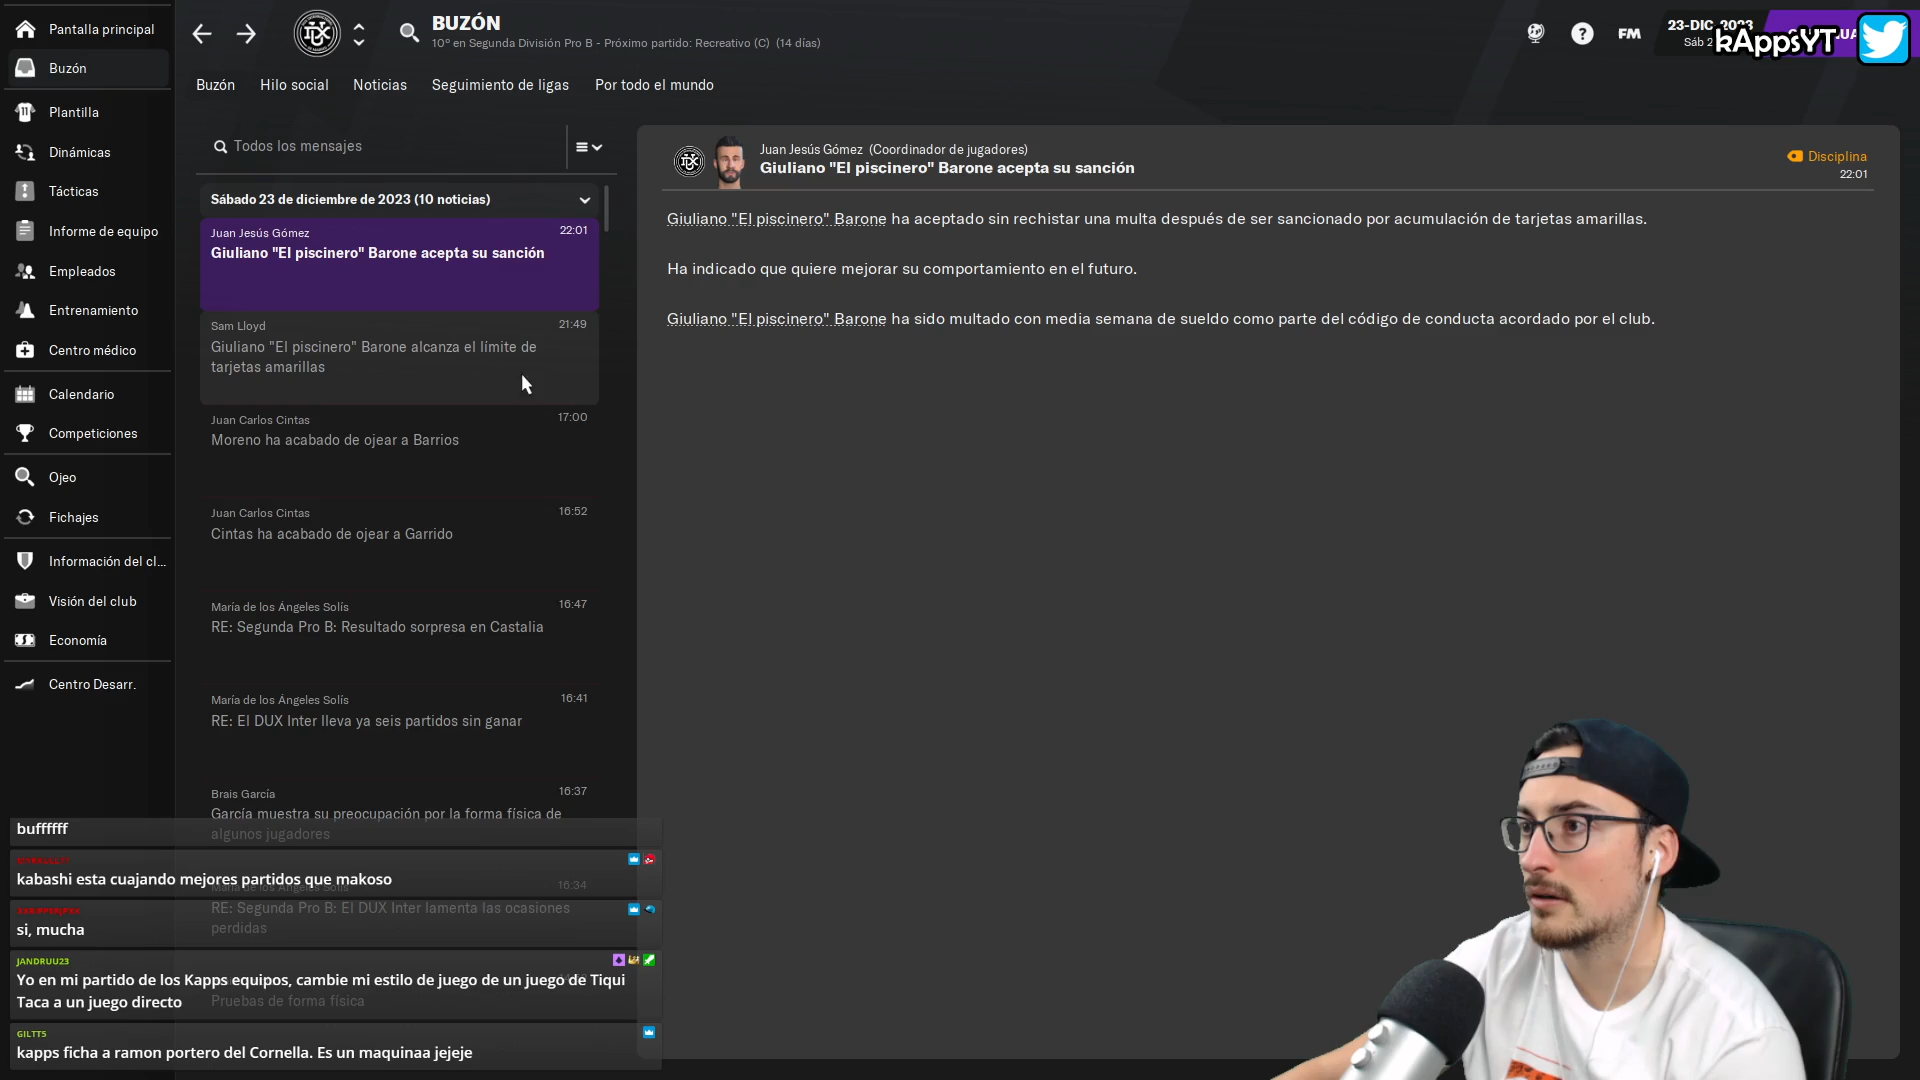 Pantalla principal
Buzón
Plantilla
Dinámicas
Tácticas
Informe de equipo
Empleados
Entrenamiento
Centro médico
Calendario
Competiciones
Ojeo
Fichajes
Información del cl...
Visión del club
Economía
Centro Desarr.
BUZÓN
10º en Segunda División Pro B - Próximo partido: Recreativo (C) (14 días)
FM
23-DIC 2023
Sáb
kAppsYT
Buzón
Hilo social
Noticias
Seguimiento de ligas
Por todo el mundo
Todos los mensajes
Sábado 23 de diciembre de 2023 (10 noticias)
Juan Jesús Gómez 22:01
Giuliano "El piscinero" Barone acepta su sanción
Sam Lloyd 21:49
Giuliano "El piscinero" Barone alcanza el límite de
tarjetas amarillas
Juan Carlos Cintas 17:00
Moreno ha acabado de ojear a Barrios
Juan Carlos Cintas 16:52
Cintas ha acabado de ojear a Garrido
María de los Ángeles Solís 16:47
RE: Segunda Pro B: Resultado sorpresa en Castalia
María de los Ángeles Solís 16:41
RE: El DUX Inter lleva ya seis partidos sin ganar
Brais García 16:37
García muestra su preocupación por la forma física de
algunos jugadores
María de los Ángeles Solís 16:34
RE: Segunda Pro B: El DUX Inter lamenta las ocasiones
perdidas
Pruebas de forma física
Juan Jesús Gómez (Coordinador de jugadores)
Giuliano "El piscinero" Barone acepta su sanción
Disciplina
22:01
Giuliano "El piscinero" Barone ha aceptado sin rechistar una multa después de ser sancionado por acumulación de tarjetas amarillas.
Ha indicado que quiere mejorar su comportamiento en el futuro.
Giuliano "El piscinero" Barone ha sido multado con media semana de sueldo como parte del código de conducta acordado por el club.
buffffff
kabashi esta cuajando mejores partidos que makoso
si, mucha
JANDRUU23
Yo en mi partido de los Kapps equipos, cambie mi estilo de juego de un juego de Tiqui
Taca a un juego directo
GILTT5
kapps ficha a ramon portero del Cornella. Es un maquinaa jejeje